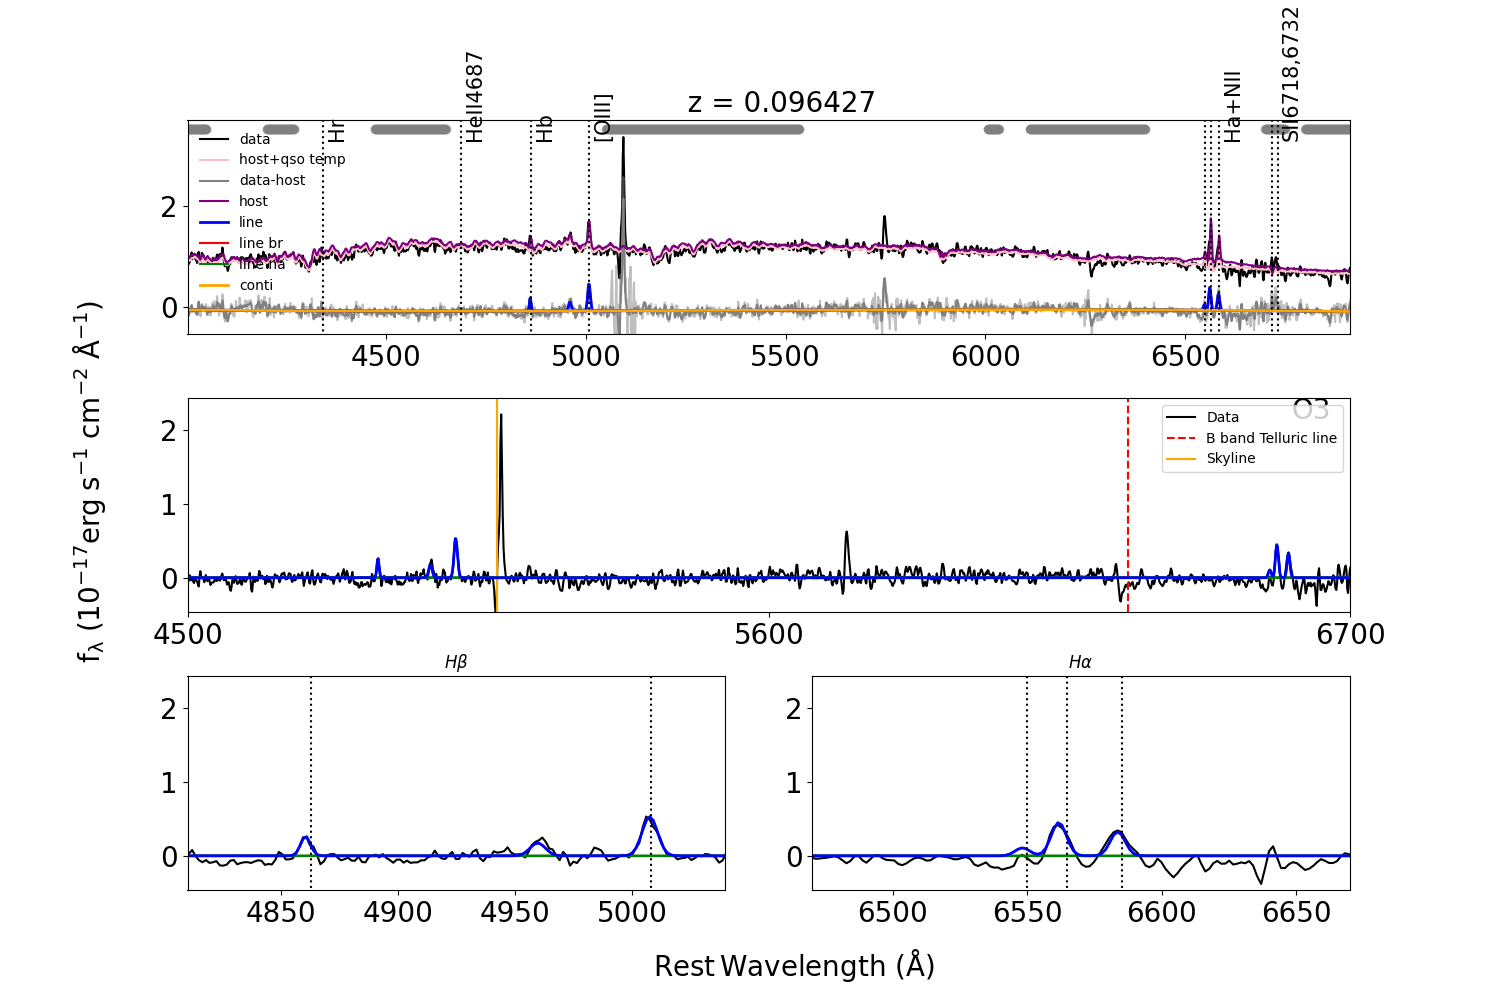 z = 0.096427
Hr
HeII4687
Hb
[OIII]
Ha+NII
SII6718,6732
data
host+qso temp
data-host
host
line
line br
line na
conti
2
0
4500 5000 5500 6000 6500
O3
Data
B band Telluric line
Skyline
2
1
0
4500 5600 6700
fλ (10⁻¹⁷erg s⁻¹ cm⁻² Å⁻¹)
Hβ
2
1
0
4850 4900 4950 5000
Hα
2
1
0
6500 6550 6600 6650
Rest Wavelength (Å)